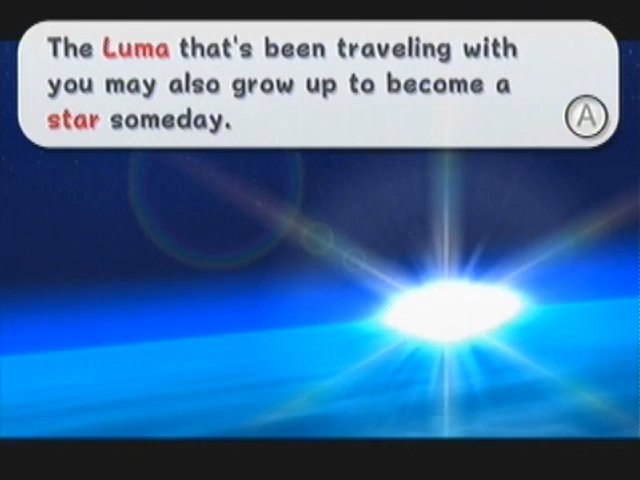 The Luma that's been traveling with
you may also grow up to become a
star someday.
A